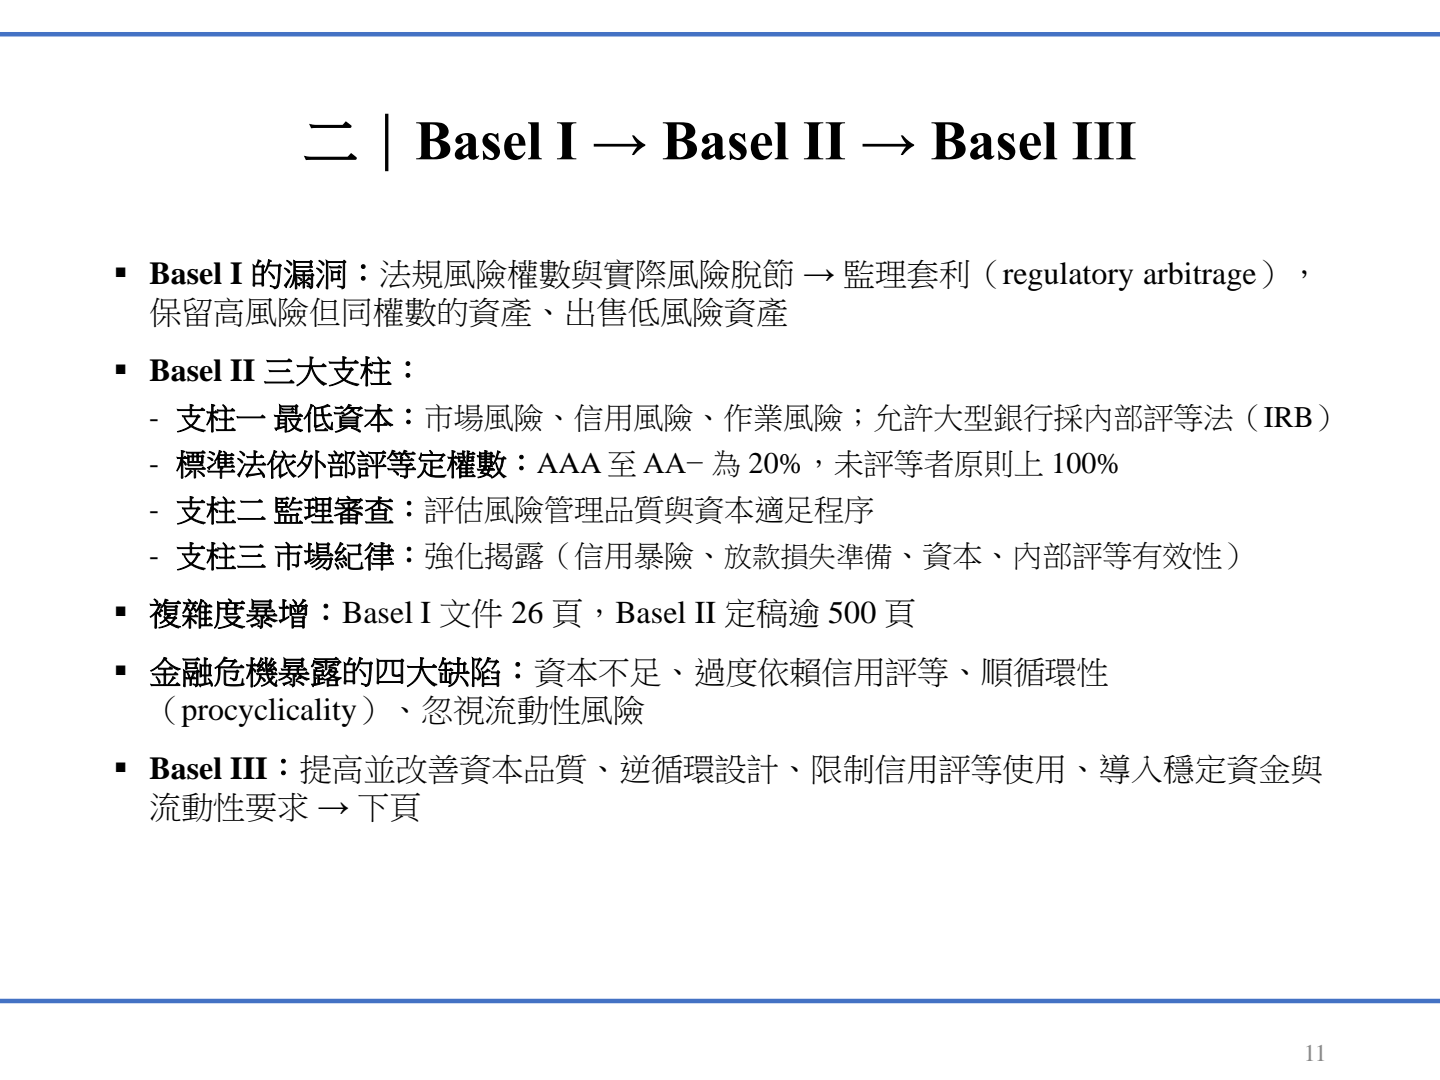 二｜Basel I → Basel II → Basel III
▪ Basel I 的漏洞：法規風險權數與實際風險脫節 → 監理套利（regulatory arbitrage），
保留高風險但同權數的資產、出售低風險資產
▪ Basel II 三大支柱：
- 支柱一 最低資本：市場風險、信用風險、作業風險；允許大型銀行採內部評等法（IRB）
- 標準法依外部評等定權數：AAA 至 AA− 為 20%，未評等者原則上 100%
- 支柱二 監理審查：評估風險管理品質與資本適足程序
- 支柱三 市場紀律：強化揭露（信用暴險、放款損失準備、資本、內部評等有效性）
▪ 複雜度暴增：Basel I 文件 26 頁，Basel II 定稿逾 500 頁
▪ 金融危機暴露的四大缺陷：資本不足、過度依賴信用評等、順循環性
（procyclicality）、忽視流動性風險
▪ Basel III：提高並改善資本品質、逆循環設計、限制信用評等使用、導入穩定資金與
流動性要求 → 下頁
11